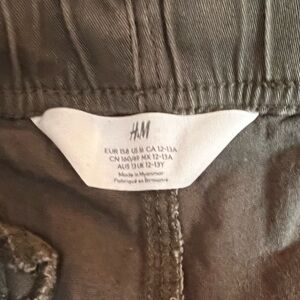 H&M
EUR 158 US 13 CA 12-13A
CN 160/69 MX 12-13A
AUS 13 UK 12-13Y
Made in Myanmar
Fabriqué en Birmanie